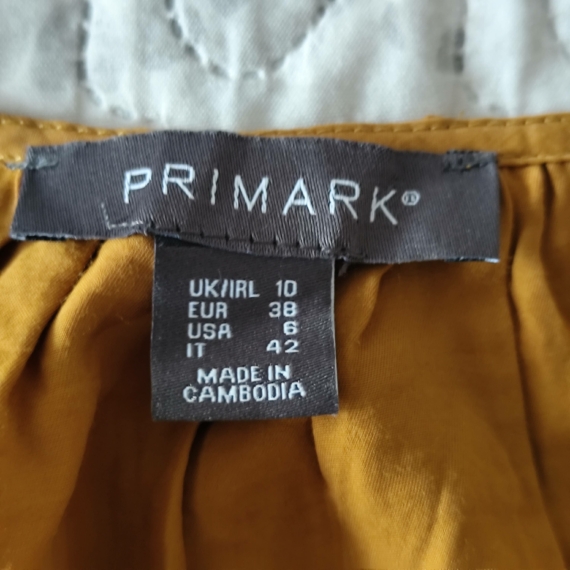 PRIMARK®
UK/IRL 10
EUR 38
USA 6
IT 42
MADE IN
CAMBODIA